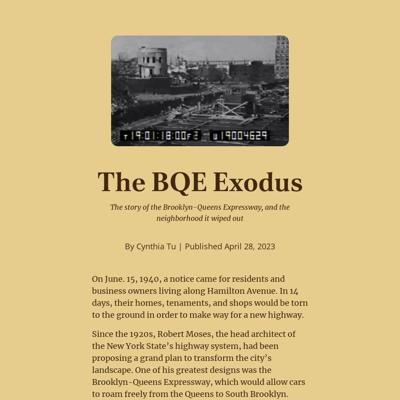 T 19:01:18:00F2 U19004629
The BQE Exodus
The story of the Brooklyn-Queens Expressway, and the
neighborhood it wiped out
By Cynthia Tu | Published April 28, 2023
On June. 15, 1940, a notice came for residents and
business owners living along Hamilton Avenue. In 14
days, their homes, tenaments, and shops would be torn
to the ground in order to make way for a new highway.
Since the 1920s, Robert Moses, the head architect of
the New York State's highway system, had been
proposing a grand plan to transform the city's
landscape. One of his greatest designs was the
Brooklyn-Queens Expressway, which would allow cars
to roam freely from the Queens to South Brooklyn.